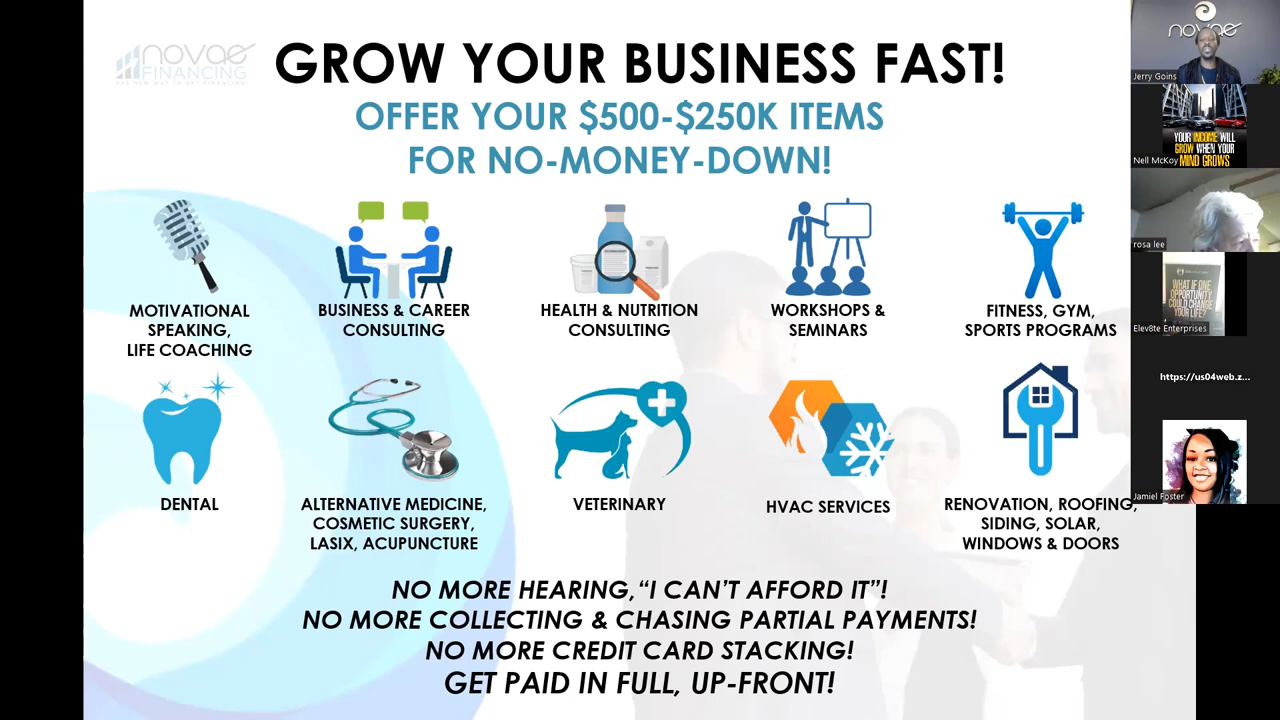 novae
FINANCING
GROW YOUR BUSINESS FAST!
OFFER YOUR $500-$250K ITEMS
FOR NO-MONEY-DOWN!
MOTIVATIONAL
SPEAKING,
LIFE COACHING
BUSINESS & CAREER
CONSULTING
HEALTH & NUTRITION
CONSULTING
WORKSHOPS &
SEMINARS
FITNESS, GYM,
SPORTS PROGRAMS
DENTAL
ALTERNATIVE MEDICINE,
COSMETIC SURGERY,
LASIX, ACUPUNCTURE
VETERINARY
HVAC SERVICES
RENOVATION, ROOFING,
SIDING, SOLAR,
WINDOWS & DOORS
NO MORE HEARING,“I CAN’T AFFORD IT”!
NO MORE COLLECTING & CHASING PARTIAL PAYMENTS!
NO MORE CREDIT CARD STACKING!
GET PAID IN FULL, UP-FRONT!
novae
Jerry Goins
YOUR INCOME WILL
GROW WHEN YOUR
MIND GROWS
Nell McKoy
rosa lee
WHAT IF ONE
OPPORTUNITY
COULD CHANGE
YOUR LIFE?
Elev8te Enterprises
https://us04web.z...
Jamiel Foster